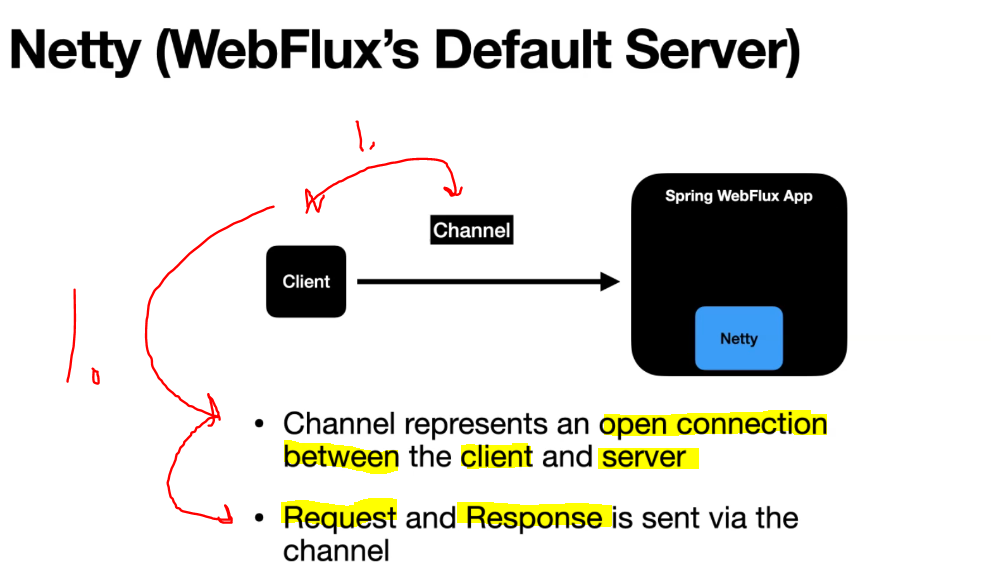 Netty (WebFlux's Default Server)
1.
Spring WebFlux App
Channel
Client
1.
Netty
• Channel represents an open connection
between the client and server
• Request and Response is sent via the
channel